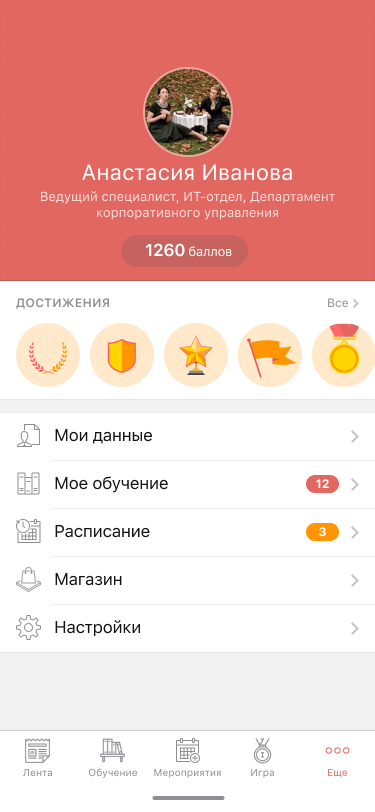 Анастасия Иванова
Ведущий специалист, ИТ-отдел, Департамент
корпоративного управления
1260 баллов
ДОСТИЖЕНИЯ
Все
Мои данные
Мое обучение
12
Расписание
3
Магазин
Настройки
Лента
Обучение
Мероприятия
Игра
Еще